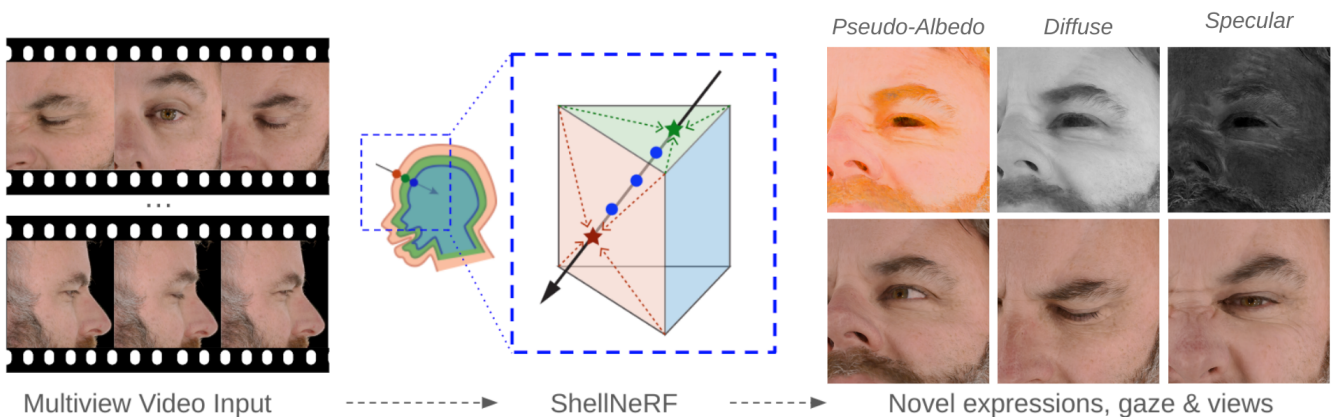 Pseudo-Albedo Diffuse Specular
...
Multiview Video Input ShellNeRF Novel expressions, gaze & views